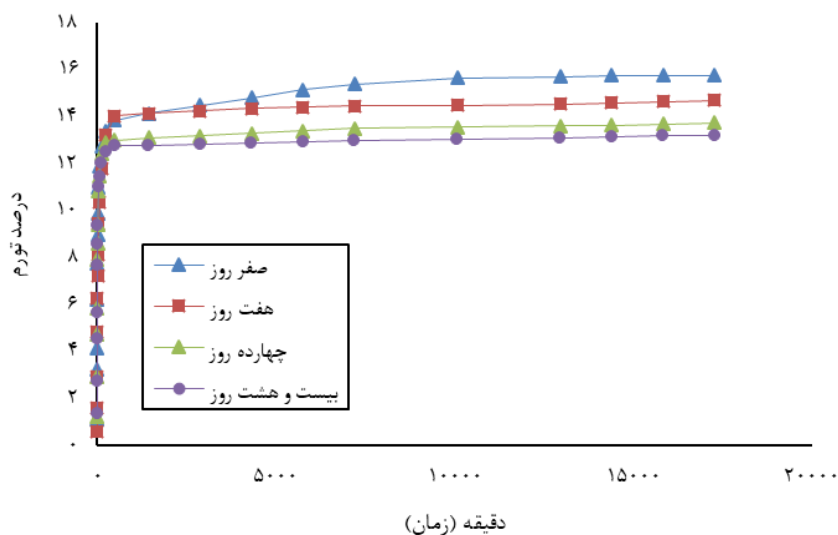 ۱۸
۱۶
۱۴
۱۲
۱۰
۸
۶
۴
۲
۰
درصد تورم
صفر روز
هفت روز
چهارده روز
بیست و هشت روز
۰ ۵۰۰۰ ۱۰۰۰۰ ۱۵۰۰۰ ۲۰۰۰۰
دقیقه (زمان)